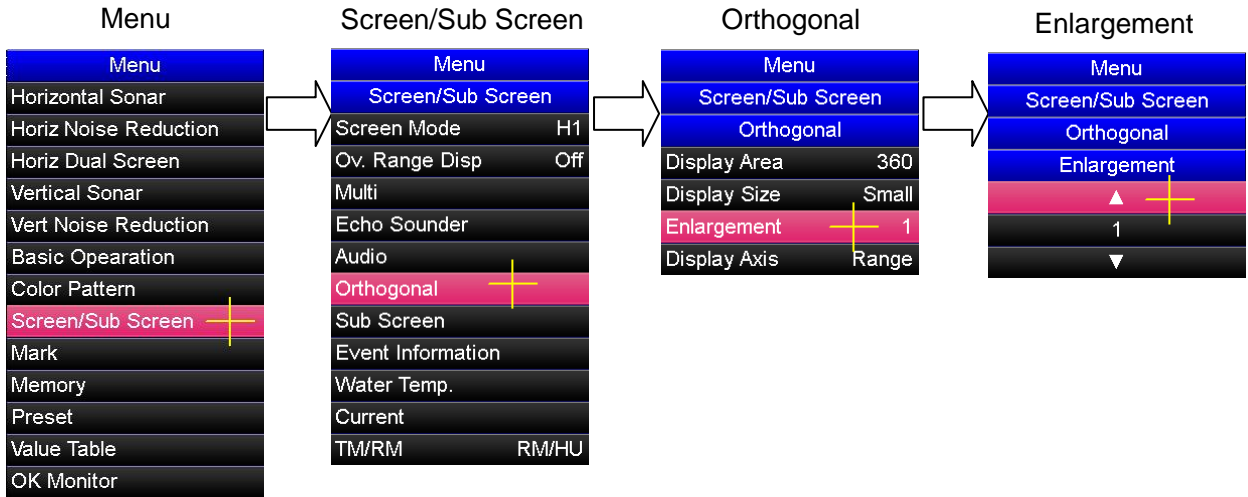 Menu
Menu
Horizontal Sonar
Horiz Noise Reduction
Horiz Dual Screen
Vertical Sonar
Vert Noise Reduction
Basic Opearation
Color Pattern
Screen/Sub Screen
Mark
Memory
Preset
Value Table
OK Monitor
Screen/Sub Screen
Menu
Screen/Sub Screen
Screen Mode H1
Ov. Range Disp Off
Multi
Echo Sounder
Audio
Orthogonal
Sub Screen
Event Information
Water Temp.
Current
TM/RM RM/HU
Orthogonal
Menu
Screen/Sub Screen
Orthogonal
Display Area 360
Display Size Small
Enlargement 1
Display Axis Range
Enlargement
Menu
Screen/Sub Screen
Orthogonal
Enlargement
▲
1
▼